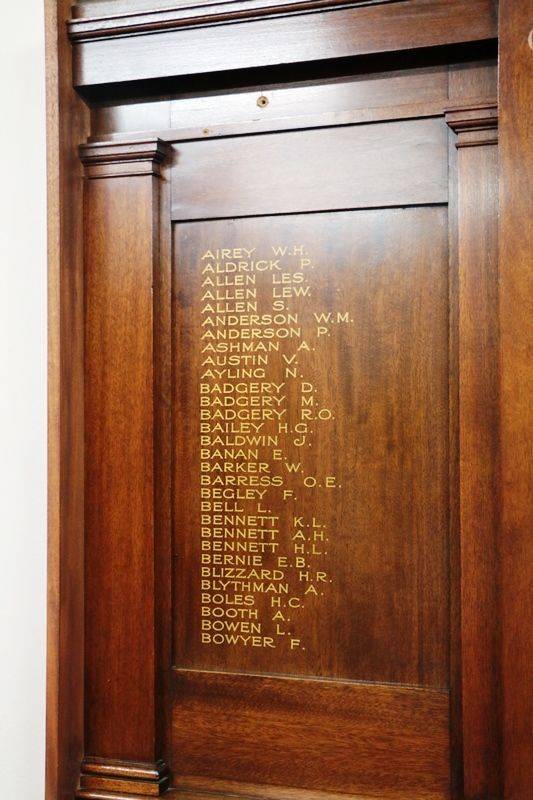 AIREY W.H.
ALDRICK P.
ALLEN LES.
ALLEN LEW.
ALLEN S.
ANDERSON W.M.
ANDERSON P.
ASHMAN A.
AUSTIN V.
AYLING N.
BADGERY D.
BADGERY M.
BADGERY R.O.
BAILEY H.G.
BALDWIN J.
BANAN E.
BARKER W.
BARRESS O.E.
BEGLEY F.
BELL L.
BENNETT K.L.
BENNETT A.H.
BENNETT H.L.
BERNIE E.B.
BLIZZARD H.R.
BLYTHMAN A.
BOLES H.C.
BOOTH A.
BOWEN L.
BOWYER F.